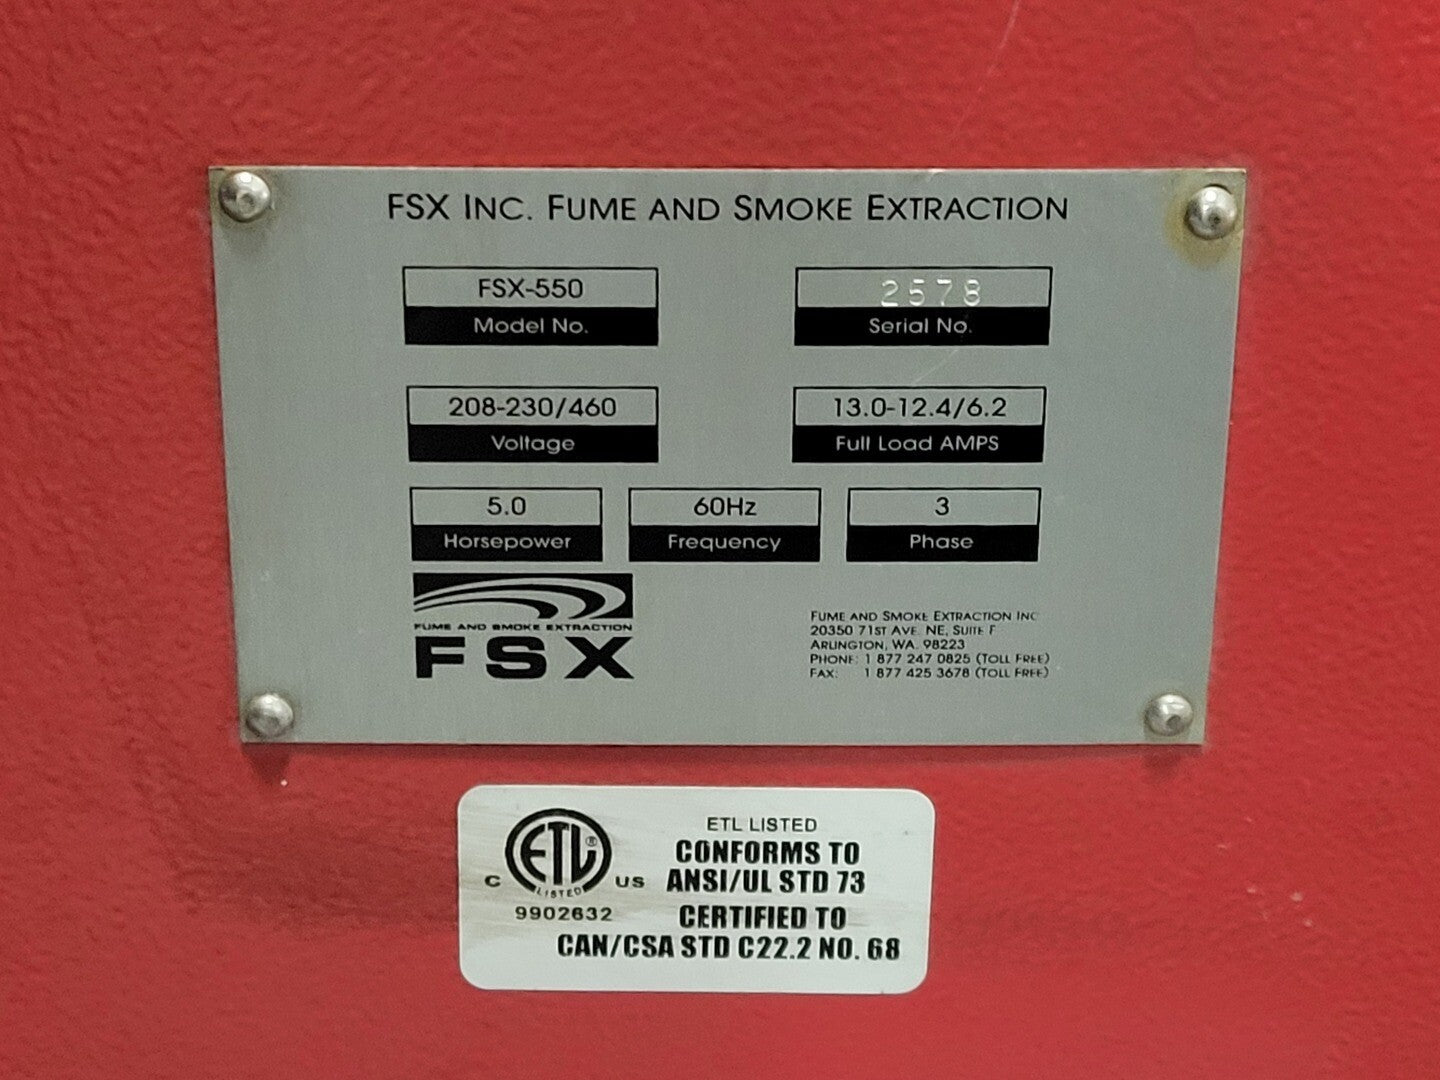 FSX INC. FUME AND SMOKE EXTRACTION
FSX-550
Model No.
2578
Serial No.
208-230/460
Voltage
13.0-12.4/6.2
Full Load AMPS
5.0
Horsepower
60Hz
Frequency
3
Phase
FUME AND SMOKE EXTRACTION
FSX
FUME AND SMOKE EXTRACTION INC
20350 71ST AVE. NE, SUITE F
ARLINGTON, WA. 98223
PHONE: 1 877 247 0825 (TOLL FREE)
FAX: 1 877 425 3678 (TOLL FREE)
ETL®
LISTED
C US
9902632
ETL LISTED
CONFORMS TO
ANSI/UL STD 73
CERTIFIED TO
CAN/CSA STD C22.2 NO. 68